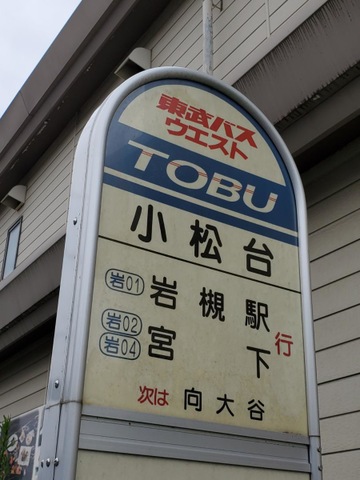 東武バス
ウエスト
TOBU
小松台
岩01 岩槻駅
岩02
岩04 宮下 行
次は 向大谷